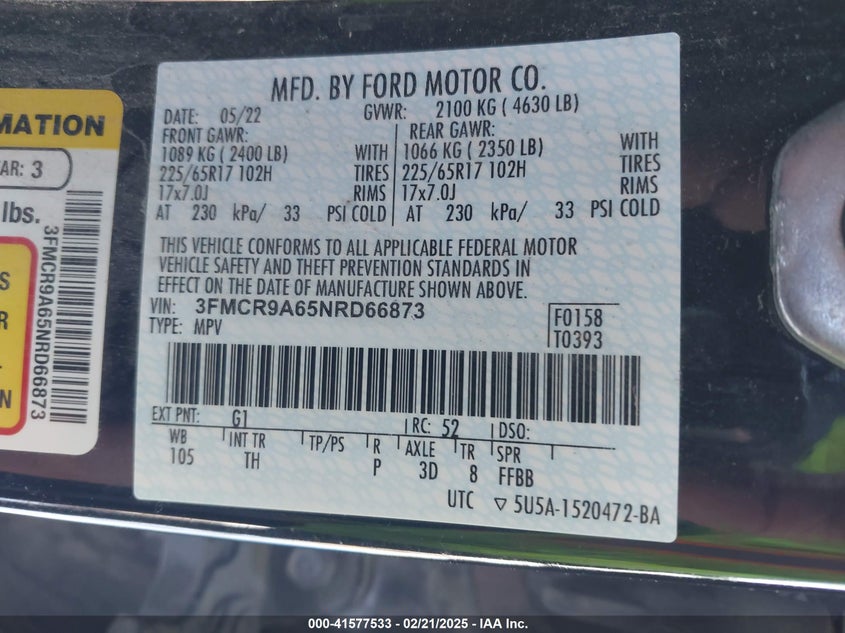 MATION
AR: 3
lbs.
3FMCR9A65NRD66873
S
R
N
MFD. BY FORD MOTOR CO.
DATE: 05/22 GVWR: 2100 KG ( 4630 LB)
FRONT GAWR: REAR GAWR:
1089 KG ( 2400 LB) WITH 1066 KG ( 2350 LB) WITH
225/65R17 102H TIRES 225/65R17 102H TIRES
17x7.0J RIMS 17x7.0J RIMS
AT 230 kPa/ 33 PSI COLD AT 230 kPa/ 33 PSI COLD
THIS VEHICLE CONFORMS TO ALL APPLICABLE FEDERAL MOTOR
VEHICLE SAFETY AND THEFT PREVENTION STANDARDS IN
EFFECT ON THE DATE OF MANUFACTURE SHOWN ABOVE.
VIN: 3FMCR9A65NRD66873
TYPE: MPV
F0158
T0393
EXT PNT: G1 RC: 52 DSO:
WB INT TR TP/PS R AXLE TR SPR
105 TH P 3D 8 FFBB
UTC ▽ 5U5A-1520472-BA
000-41577533 - 02/21/2025 - IAA Inc.